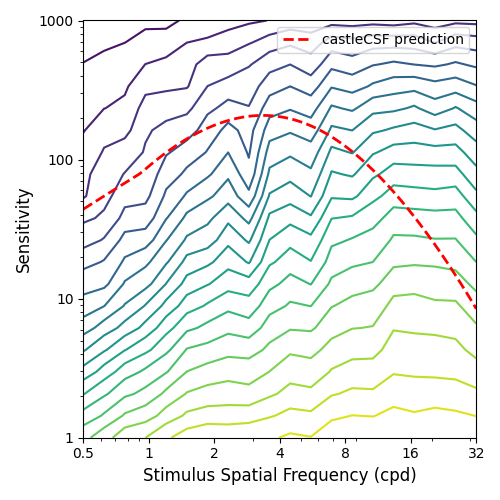 1000
castleCSF prediction
100
10
1
Sensitivity
0.5 1 2 4 8 16 32
Stimulus Spatial Frequency (cpd)